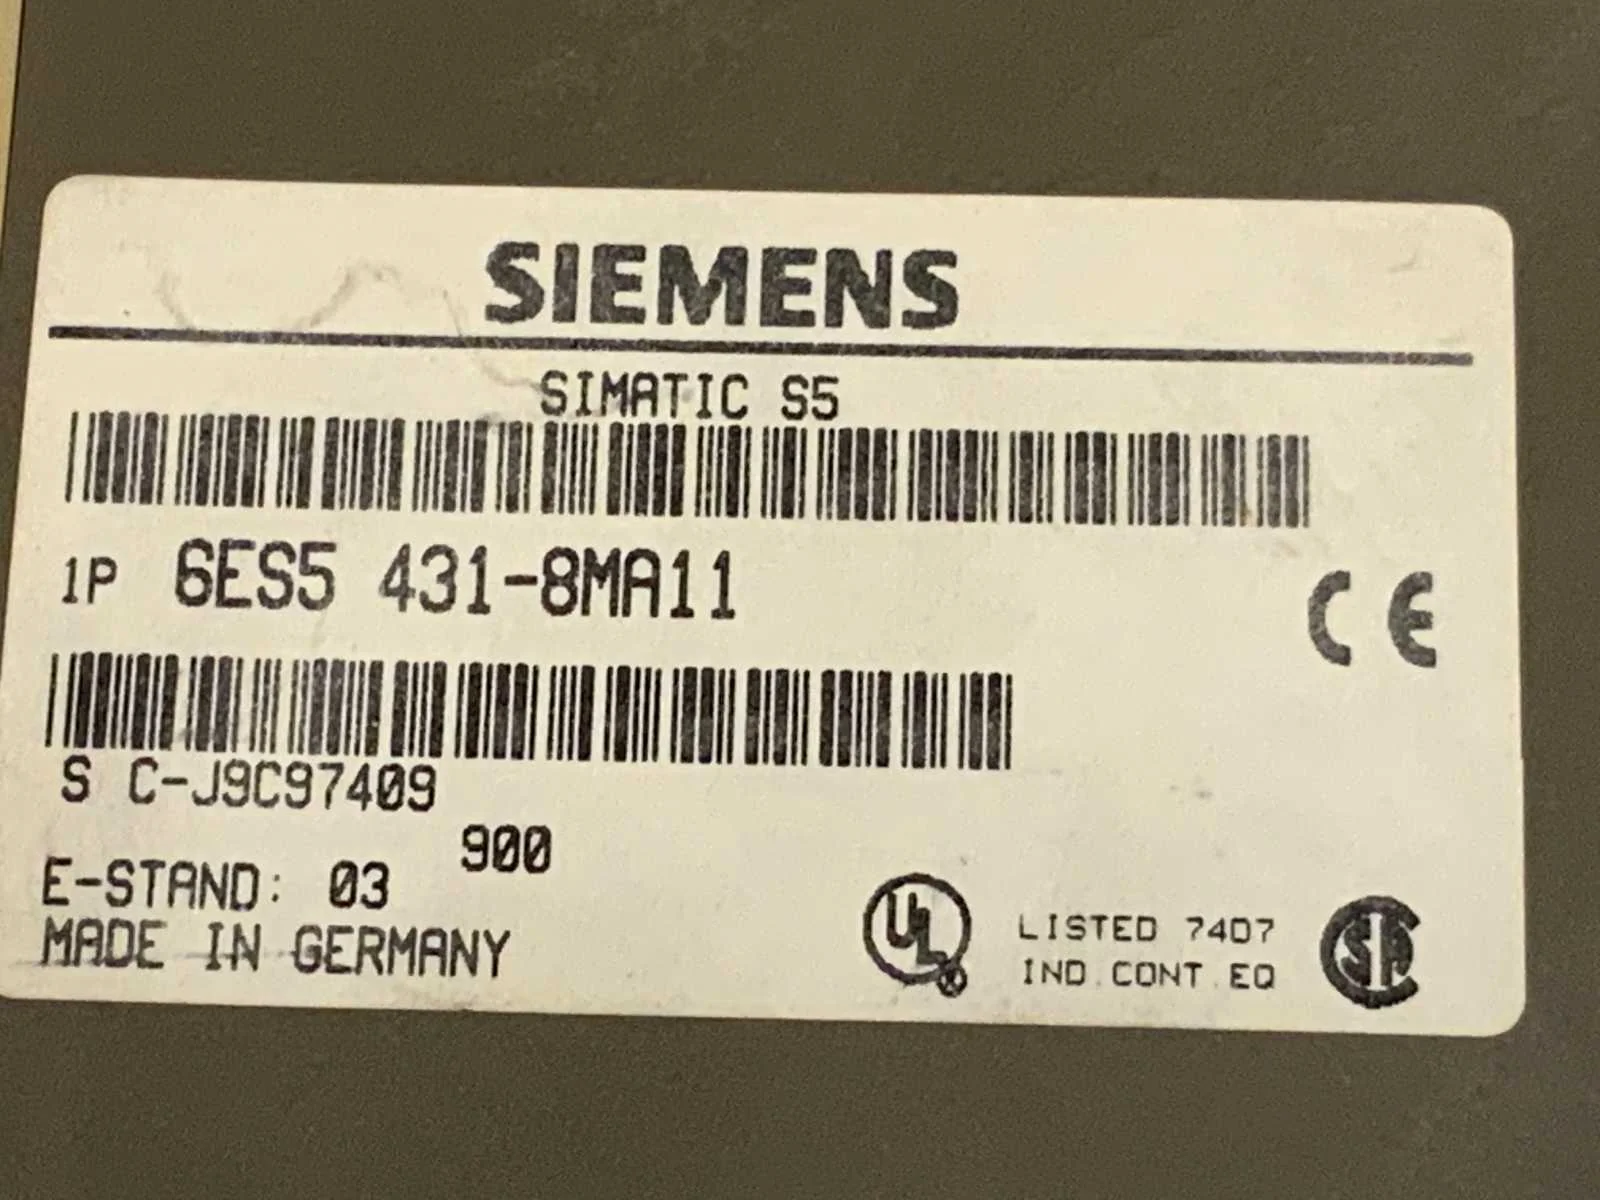 SIEMENS
SIMATIC S5
1P 6ES5 431-8MA11
CE
S C-J9C97409
900
E-STAND: 03
MADE IN GERMANY
UL
®
LISTED 7407
IND.CONT.EQ
SA